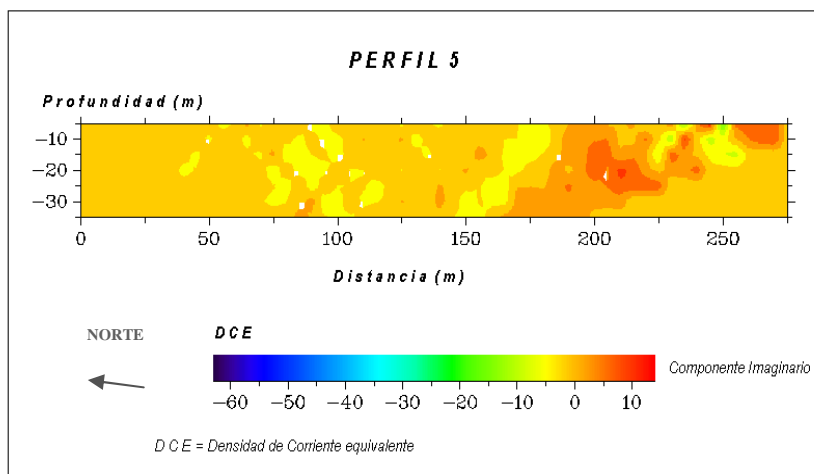 PERFIL 5
Profundidad (m)
−10
−20
−30
0 50 100 150 200 250
Distancia (m)
NORTE
DCE
Componente Imaginario
−60 −50 −40 −30 −20 −10 0 10
DCE = Densidad de Corriente equivalente